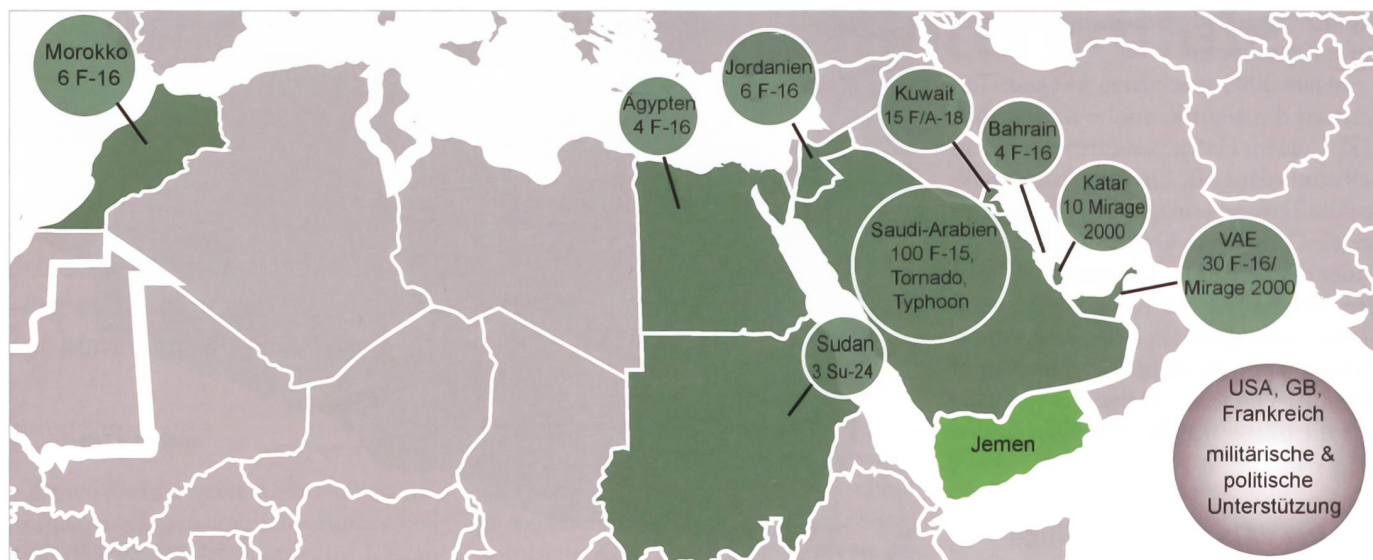 Morokko
6 F-16
Ägypten
4 F-16
Jordanien
6 F-16
Kuwait
15 F/A-18
Bahrain
4 F-16
Katar
10 Mirage
2000
Saudi-Arabien
100 F-15,
Tornado,
Typhoon
VAE
30 F-16/
Mirage 2000
Sudan
3 Su-24
Jemen
USA, GB,
Frankreich
militärische &
politische
Unterstützung